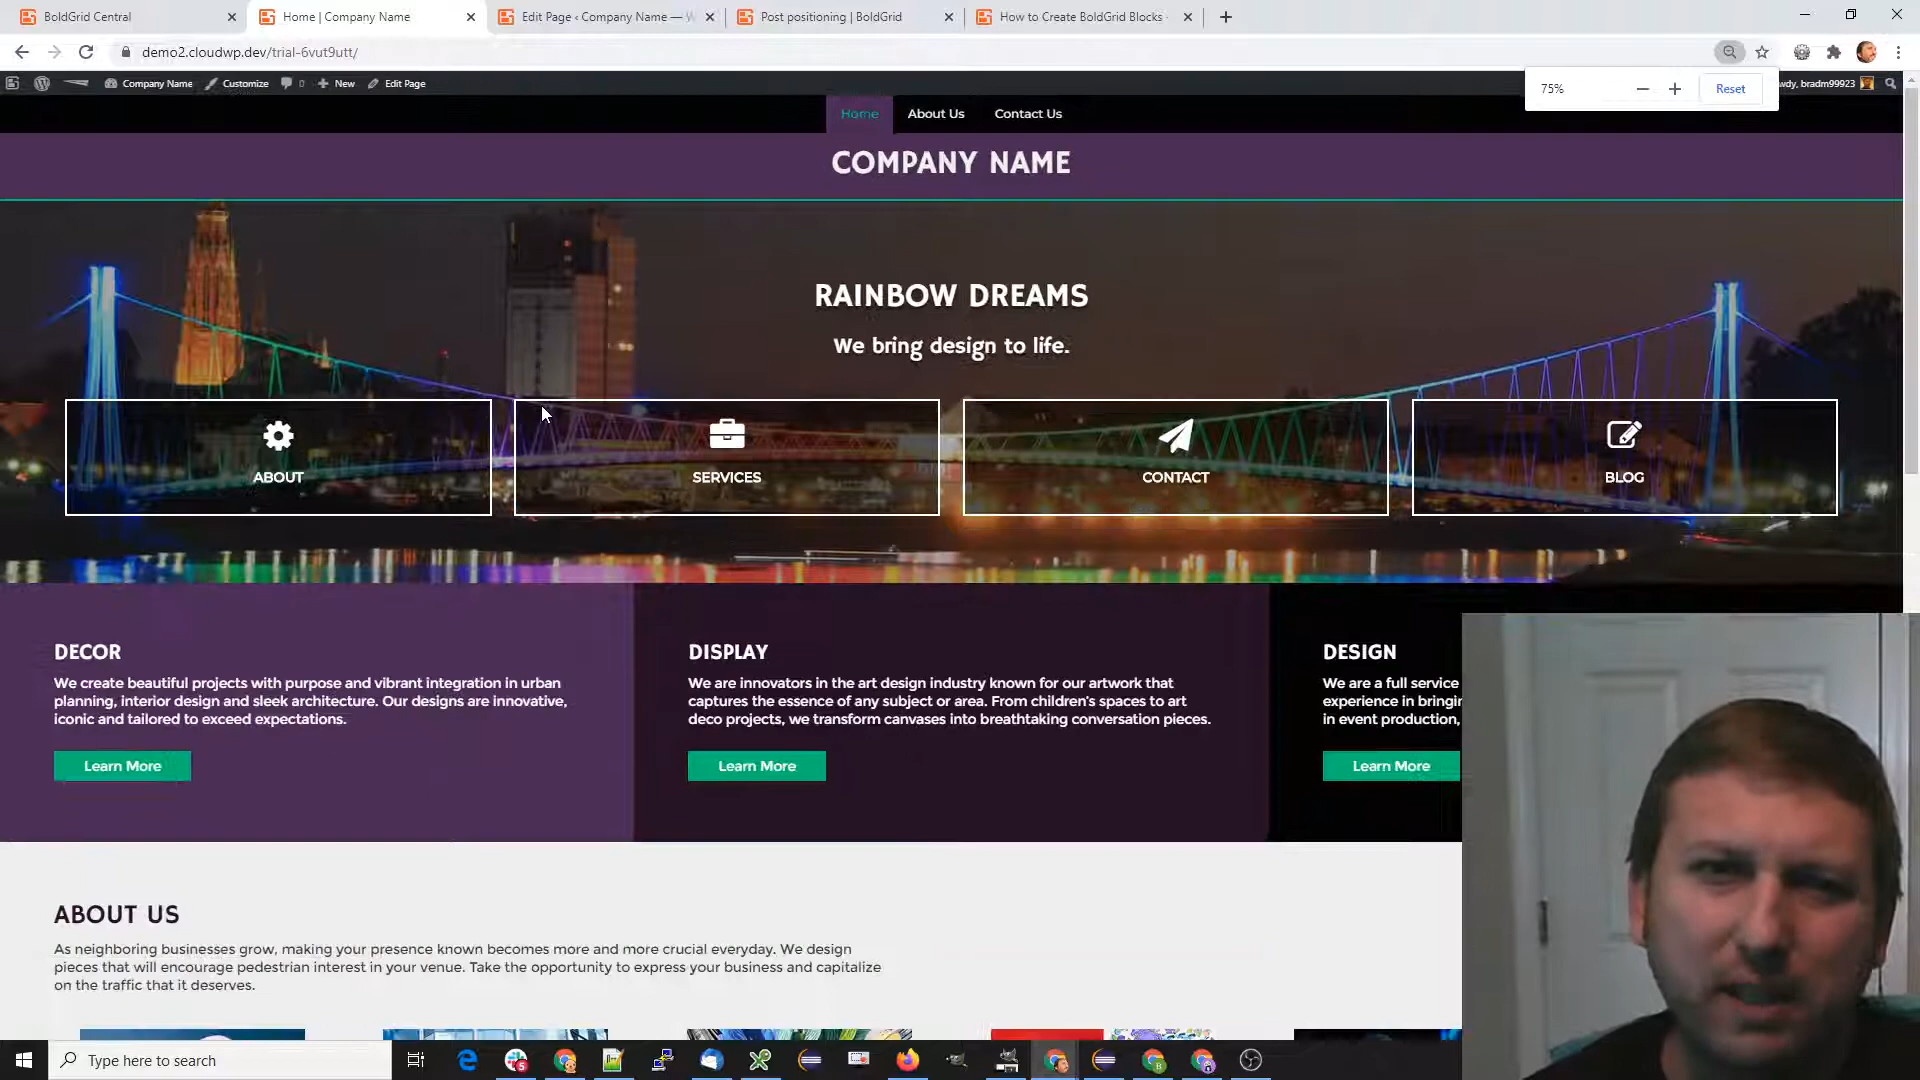 BoldGrid Central
Home | Company Name
Edit Page ‹ Company Name —
Post positioning | BoldGrid
How to Create BoldGrid Blocks
demo2.cloudwp.dev/trial-6vut9utt/
Company Name
Customize
0
New
Edit Page
wdy, bradm99923
75%
Reset
Home
About Us
Contact Us
COMPANY NAME
RAINBOW DREAMS
We bring design to life.
ABOUT
SERVICES
CONTACT
BLOG
DECOR
We create beautiful projects with purpose and vibrant integration in urban
planning, interior design and sleek architecture. Our designs are innovative,
iconic and tailored to exceed expectations.
Learn More
DISPLAY
We are innovators in the art design industry known for our artwork that
captures the essence of any subject or area. From children's spaces to art
deco projects, we transform canvases into breathtaking conversation pieces.
Learn More
DESIGN
We are a full service
experience in bringin
in event production,
Learn More
ABOUT US
As neighboring businesses grow, making your presence known becomes more and more crucial everyday. We design
pieces that will encourage pedestrian interest in your venue. Take the opportunity to express your business and capitalize
on the traffic that it deserves.
Type here to search